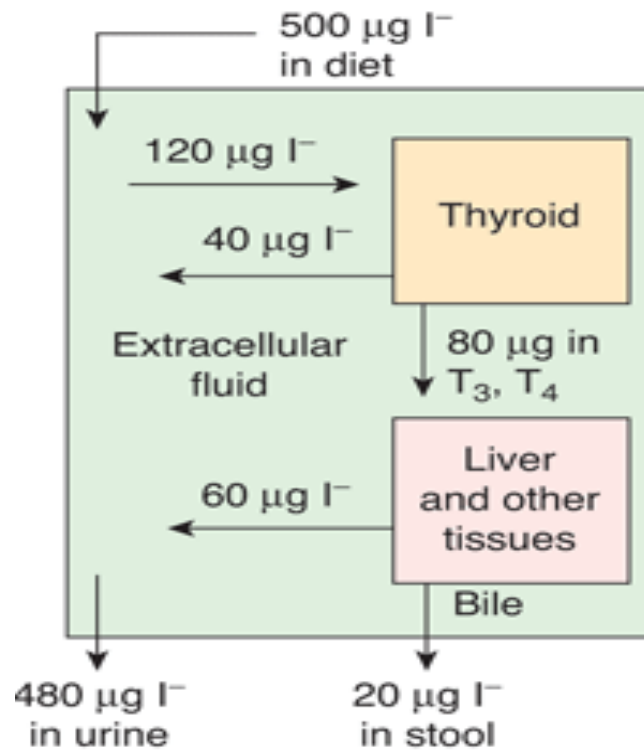 500 μg I⁻
in diet
120 μg I⁻
Thyroid
40 μg I⁻
Extracellular
fluid
80 μg in
T₃, T₄
Liver
and other
tissues
60 μg I⁻
Bile
480 μg I⁻
in urine
20 μg I⁻
in stool